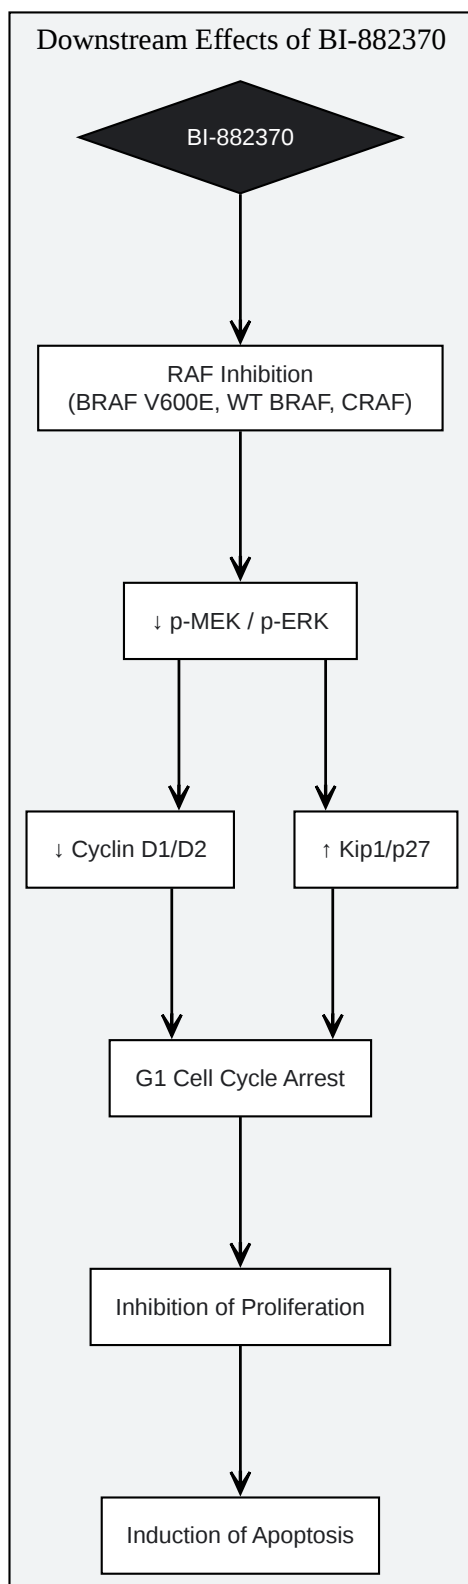 Downstream Effects of BI-882370
BI-882370
RAF Inhibition
(BRAF V600E, WT BRAF, CRAF)
↓ p-MEK / p-ERK
↓ Cyclin D1/D2
↑ Kip1/p27
G1 Cell Cycle Arrest
Inhibition of Proliferation
Induction of Apoptosis